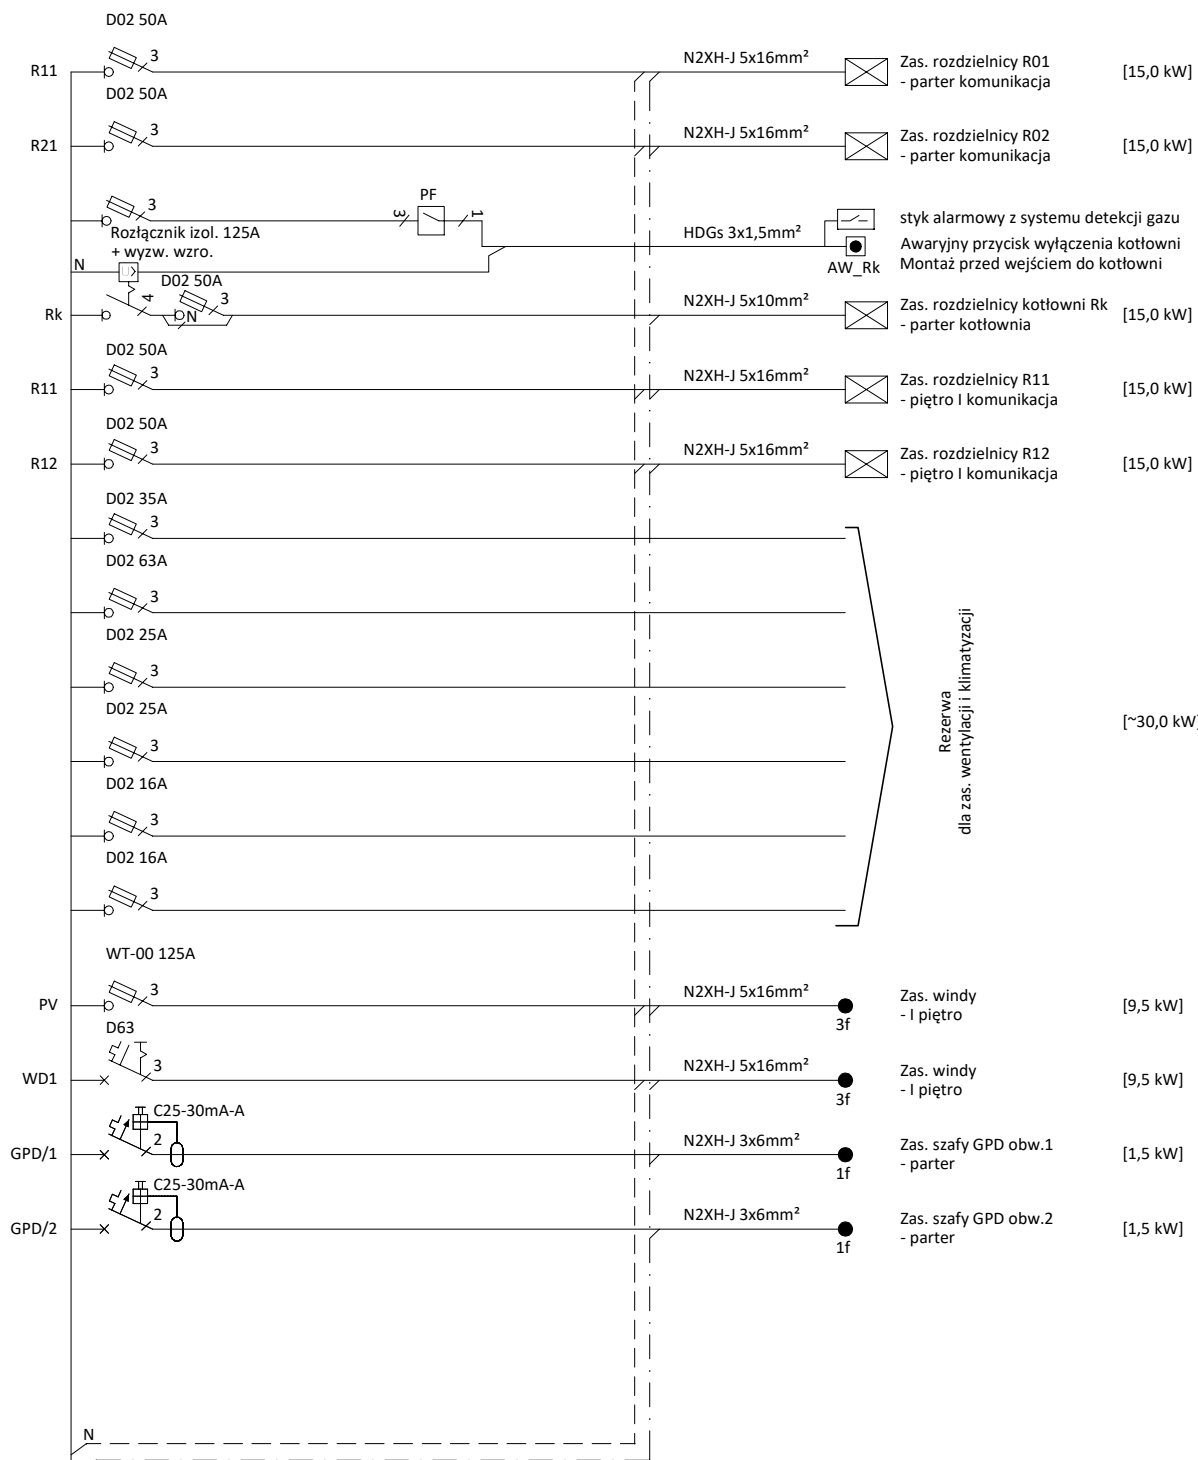 D02 50A
3
R11
N2XH-J 5x16mm²
Zas. rozdzielnicy R01
- parter komunikacja
[15,0 kW]
D02 50A
3
R21
N2XH-J 5x16mm²
Zas. rozdzielnicy R02
- parter komunikacja
[15,0 kW]
3
3
PF
1
styk alarmowy z systemu detekcji gazu
Rozłącznik izol. 125A
+ wyzw. wzro.
HDGs 3x1,5mm²
Awaryjny przycisk wyłączenia kotłowni
Montaż przed wejściem do kotłowni
AW_Rk
N
U>
D02 50A
4
N
3
Rk
N2XH-J 5x10mm²
Zas. rozdzielnicy kotłowni Rk
- parter kotłownia
[15,0 kW]
D02 50A
3
R11
N2XH-J 5x16mm²
Zas. rozdzielnicy R11
- piętro I komunikacja
[15,0 kW]
D02 50A
3
R12
N2XH-J 5x16mm²
Zas. rozdzielnicy R12
- piętro I komunikacja
[15,0 kW]
D02 35A
3
D02 63A
3
D02 25A
3
D02 25A
3
D02 16A
3
D02 16A
3
Rezerwa
dla zas. wentylacji i klimatyzacji
[~30,0 kW]
WT-00 125A
3
PV
N2XH-J 5x16mm²
3f
Zas. windy
- I piętro
[9,5 kW]
D63
3
WD1
N2XH-J 5x16mm²
3f
Zas. windy
- I piętro
[9,5 kW]
C25-30mA-A
2
GPD/1
N2XH-J 3x6mm²
1f
Zas. szafy GPD obw.1
- parter
[1,5 kW]
C25-30mA-A
2
GPD/2
N2XH-J 3x6mm²
1f
Zas. szafy GPD obw.2
- parter
[1,5 kW]
N